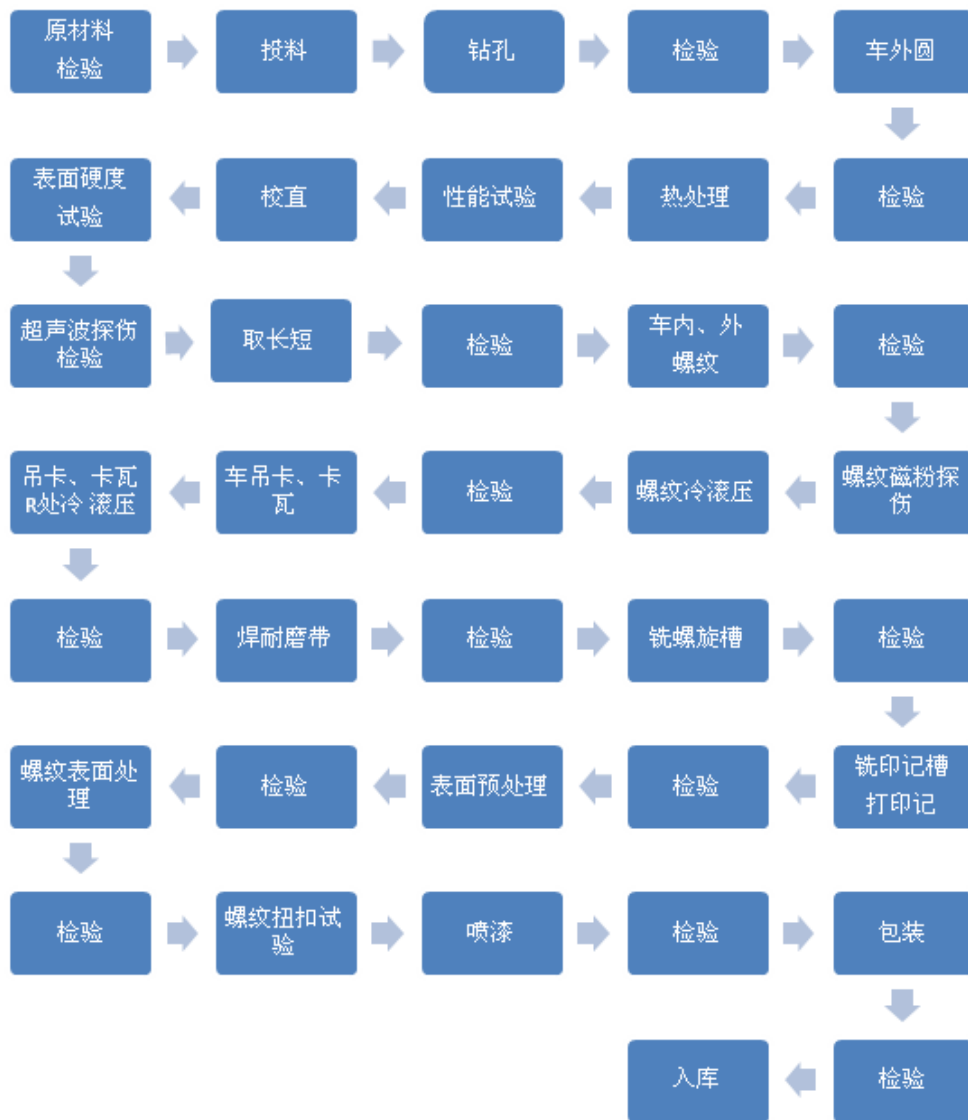 原材料
检验
投料
钻孔
检验
车外圆
检验
热处理
性能试验
校直
表面硬度
试验
超声波探伤
检验
取长短
检验
车内、外
螺纹
检验
螺纹磁粉探
伤
螺纹冷滚压
检验
车吊卡、卡
瓦
吊卡、卡瓦
R处冷 滚压
检验
焊耐磨带
检验
铣螺旋槽
检验
铣印记槽
打印记
检验
表面预处理
检验
螺纹表面处
理
检验
螺纹扭扣试
验
喷漆
检验
包装
检验
入库